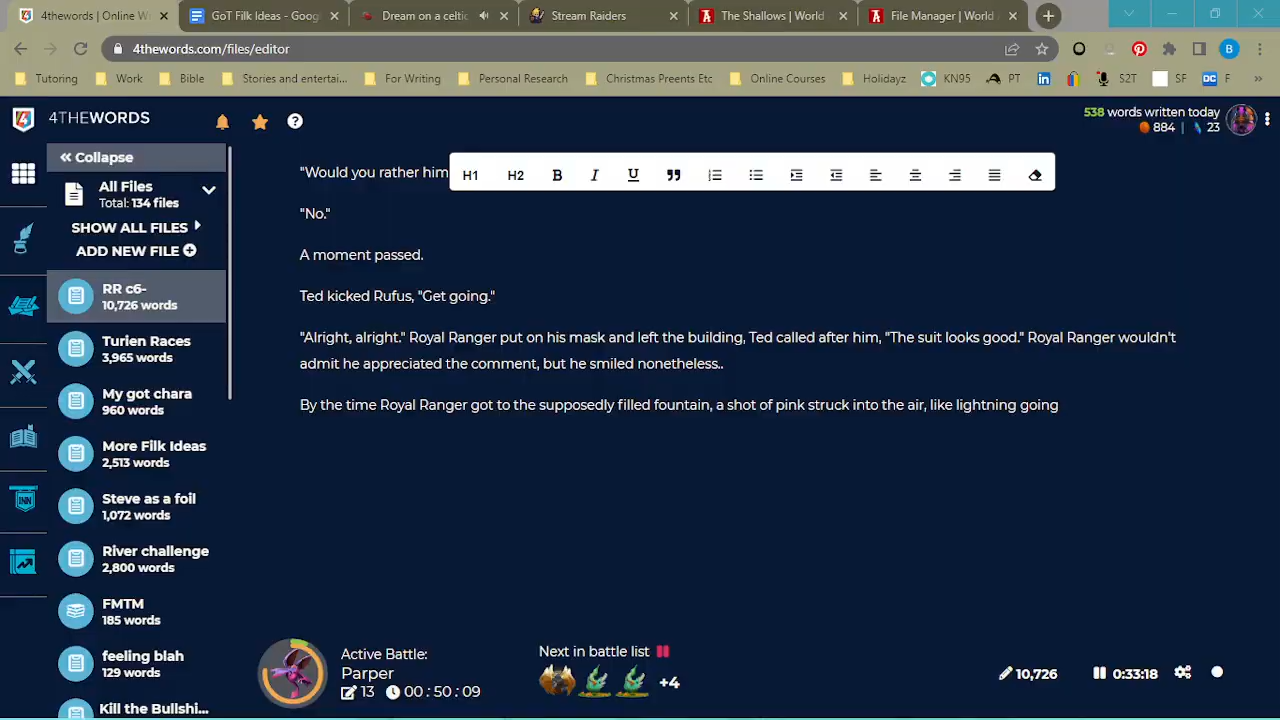 4thewords | Online W
GoT Filk Ideas - Goog
Dream on a celtic
Stream Raiders
The Shallows | World
File Manager | World
4thewords.com/files/editor
B
Tutoring
Work
Bible
Stories and entertai...
For Writing
Personal Research
Christmas Preents Etc
Online Courses
Holidayz
KN95
PT
S2T
SF
DC
F
4THEWORDS
538 words written today
884 | 23
Collapse
All Files
Total: 134 files
SHOW ALL FILES
ADD NEW FILE
RR c6-
10,726 words
Turien Races
3,965 words
My got chara
960 words
More Filk Ideas
2,513 words
Steve as a foil
1,072 words
River challenge
2,800 words
FMTM
185 words
feeling blah
129 words
Kill the Bullshi...
H1 H2 B I U
"Would you rather him
"No."
A moment passed.
Ted kicked Rufus, "Get going."
"Alright, alright." Royal Ranger put on his mask and left the building, Ted called after him, "The suit looks good." Royal Ranger wouldn't
admit he appreciated the comment, but he smiled nonetheless..
By the time Royal Ranger got to the supposedly filled fountain, a shot of pink struck into the air, like lightning going
Active Battle:
Parper
13 00:50:09
Next in battle list
+4
10,726
0:33:18